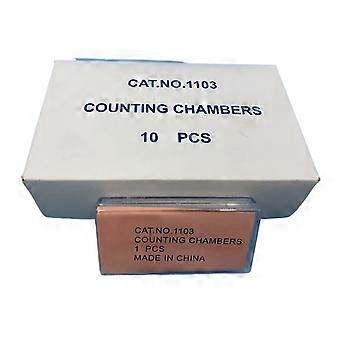 CAT.NO.1103
COUNTING CHAMBERS
10 PCS
CAT.NO.1103
COUNTING CHAMBERS
1 PCS
MADE IN CHINA